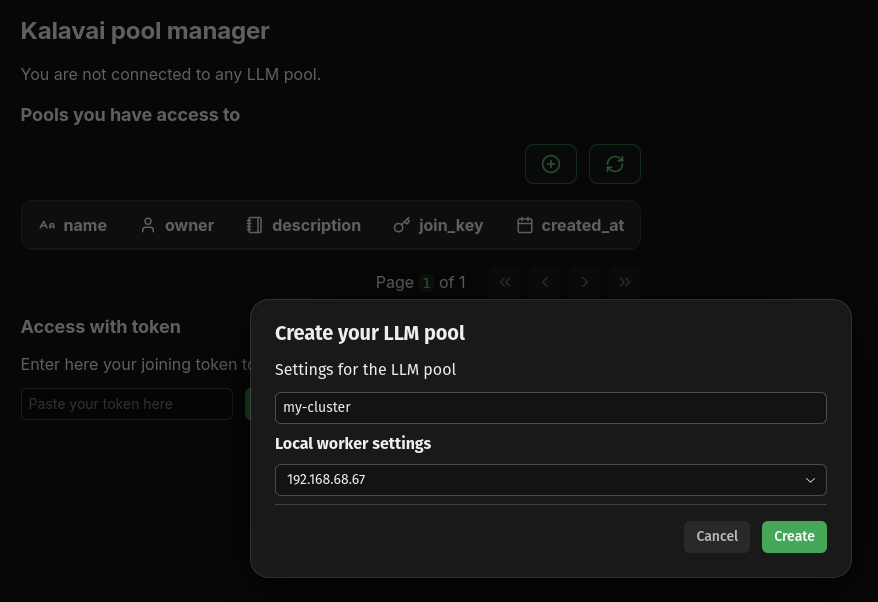 Kalavai pool manager
You are not connected to any LLM pool.
Pools you have access to
name owner description join_key created_at
Page 1 of 1
Access with token
Enter here your joining token to
Paste your token here
Create your LLM pool
Settings for the LLM pool
my-cluster
Local worker settings
192.168.68.67
Cancel Create